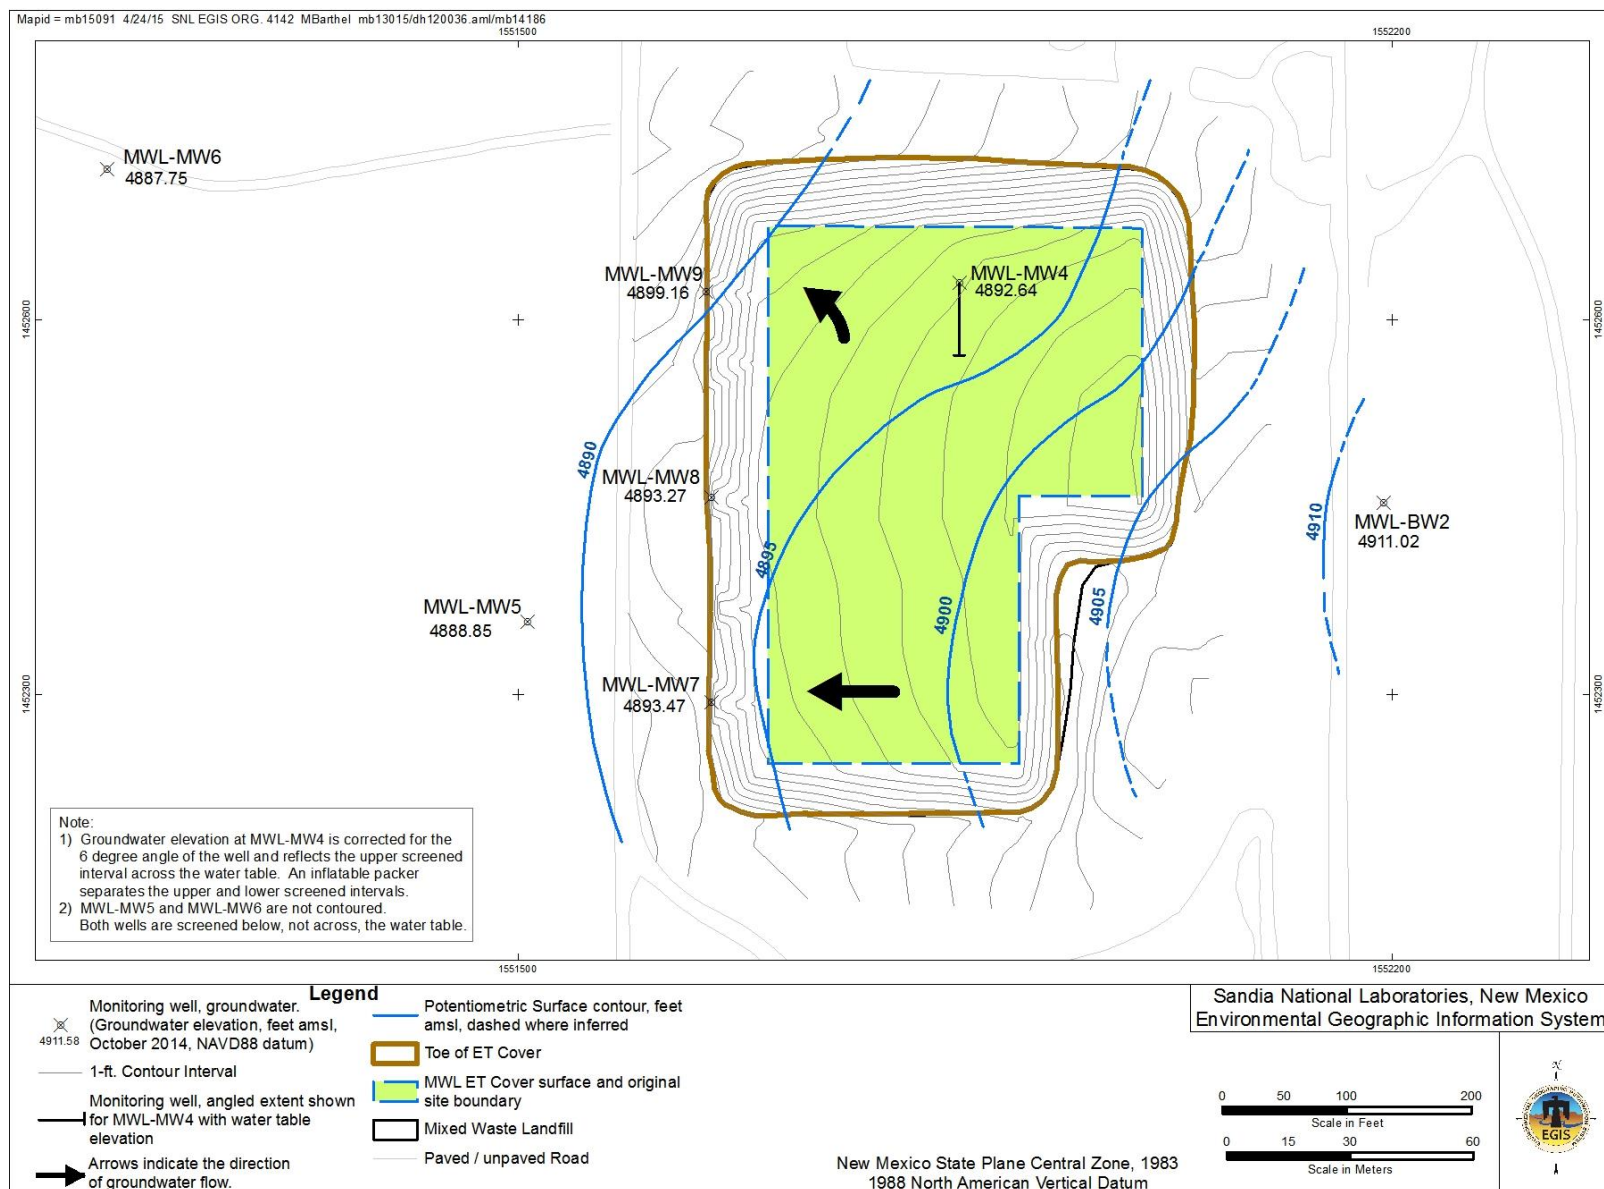 Mapid = mb15091 4/24/15 SNL EGIS ORG. 4142 MBarthel mb13015/dh120036.aml/mb14186
1551500
1552200
MWL-MW6
4887.75
MWL-MW9
4899.16
MWL-MW4
4892.64
1452600
1452600
4890
MWL-MW8
4893.27
4910
MWL-BW2
4911.02
4895
MWL-MW5
4888.85
4900
4905
MWL-MW7
4893.47
1452300
1452300
Note:
1) Groundwater elevation at MWL-MW4 is corrected for the
6 degree angle of the well and reflects the upper screened
interval across the water table. An inflatable packer
separates the upper and lower screened intervals.
2) MWL-MW5 and MWL-MW6 are not contoured.
Both wells are screened below, not across, the water table.
1551500
1552200
Legend
Monitoring well, groundwater.
(Groundwater elevation, feet amsl,
4911.58 October 2014, NAVD88 datum)
1-ft. Contour Interval
Monitoring well, angled extent shown
for MWL-MW4 with water table
elevation
Arrows indicate the direction
of groundwater flow.
Potentiometric Surface contour, feet
amsl, dashed where inferred
Toe of ET Cover
MWL ET Cover surface and original
site boundary
Mixed Waste Landfill
Paved / unpaved Road
New Mexico State Plane Central Zone, 1983
1988 North American Vertical Datum
Sandia National Laboratories, New Mexico
Environmental Geographic Information System
0 50 100 200
Scale in Feet
0 15 30 60
Scale in Meters
N
EGIS